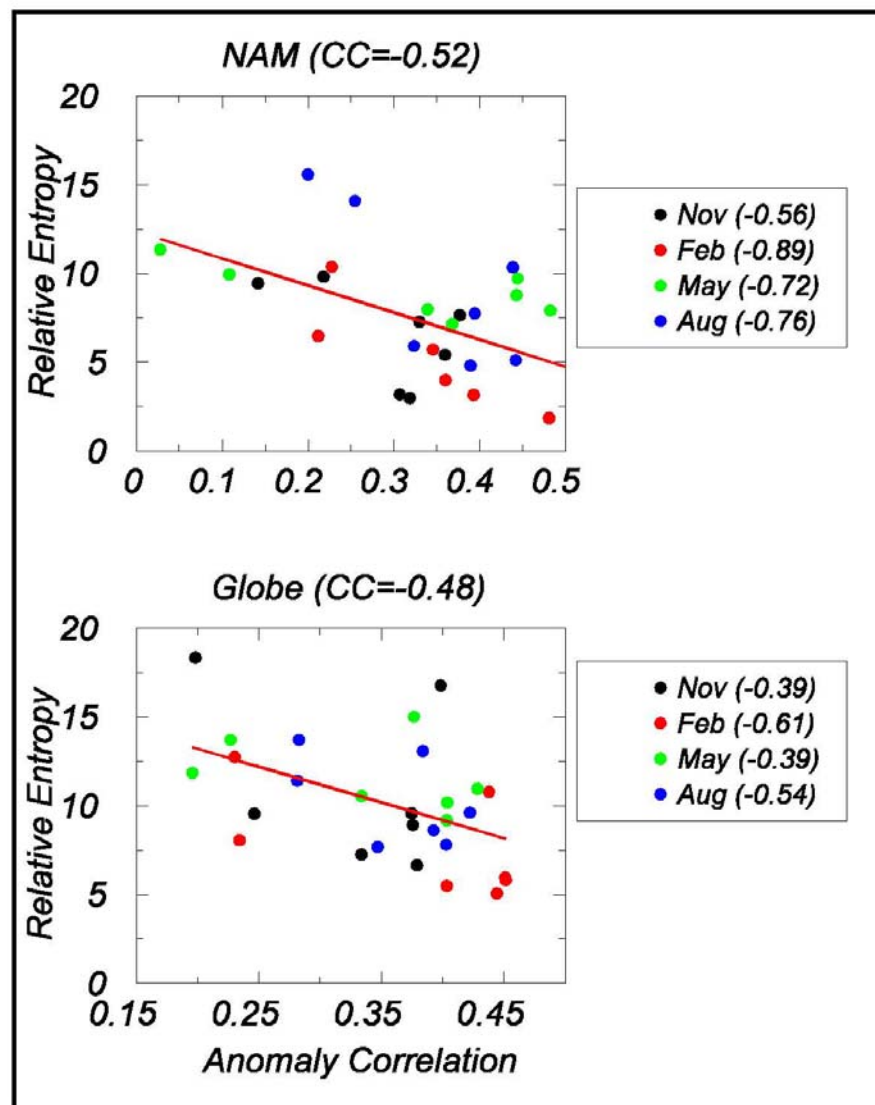 NAM (CC=-0.52)
20
15
10
5
0
Relative Entropy
0 0.1 0.2 0.3 0.4 0.5
Nov (-0.56)
Feb (-0.89)
May (-0.72)
Aug (-0.76)
Globe (CC=-0.48)
20
15
10
5
0
Relative Entropy
0.15 0.25 0.35 0.45
Anomaly Correlation
Nov (-0.39)
Feb (-0.61)
May (-0.39)
Aug (-0.54)